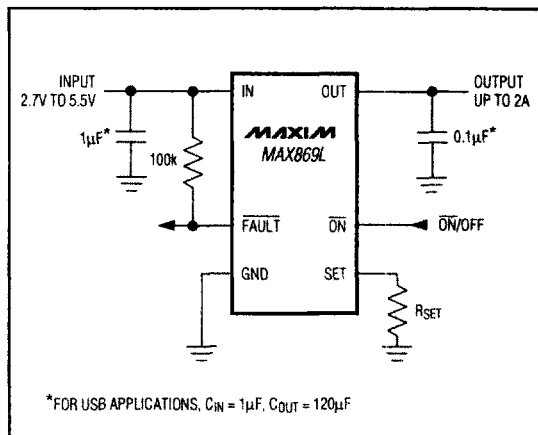 INPUT
2.7V TO 5.5V
IN
OUT
OUTPUT
UP TO 2A
1µF*
100k
MAXIM
MAX869L
0.1µF*
FAULT
ON
ON/OFF
GND
SET
RSET
*FOR USB APPLICATIONS, CIN = 1µF, COUT = 120µF